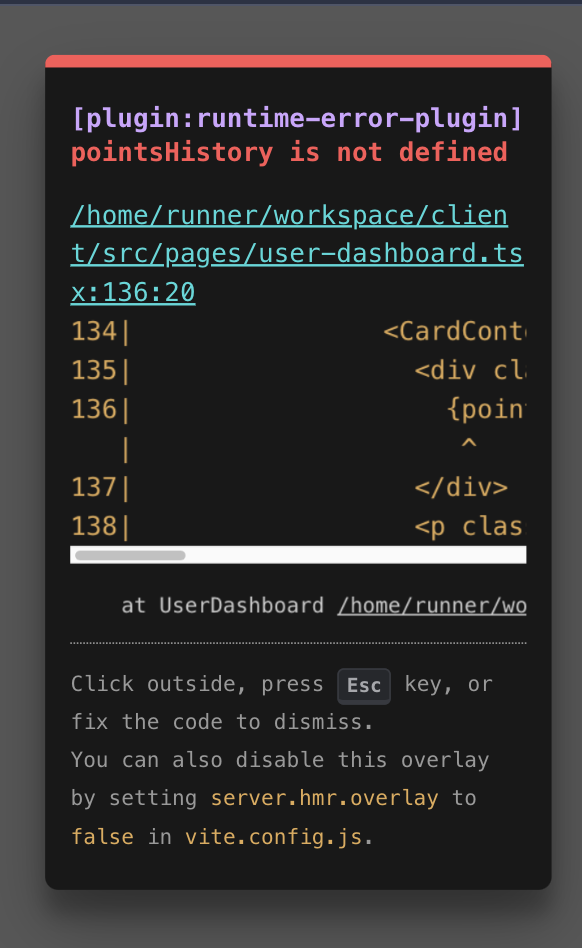 [plugin:runtime-error-plugin]
pointsHistory is not defined
/home/runner/workspace/clien
t/src/pages/user-dashboard.ts
x:136:20
134| <CardCont
135| <div cl
136| {poin
| ^
137| </div>
138| <p clas
at UserDashboard /home/runner/wo
Click outside, press Esc key, or
fix the code to dismiss.
You can also disable this overlay
by setting server.hmr.overlay to
false in vite.config.js.